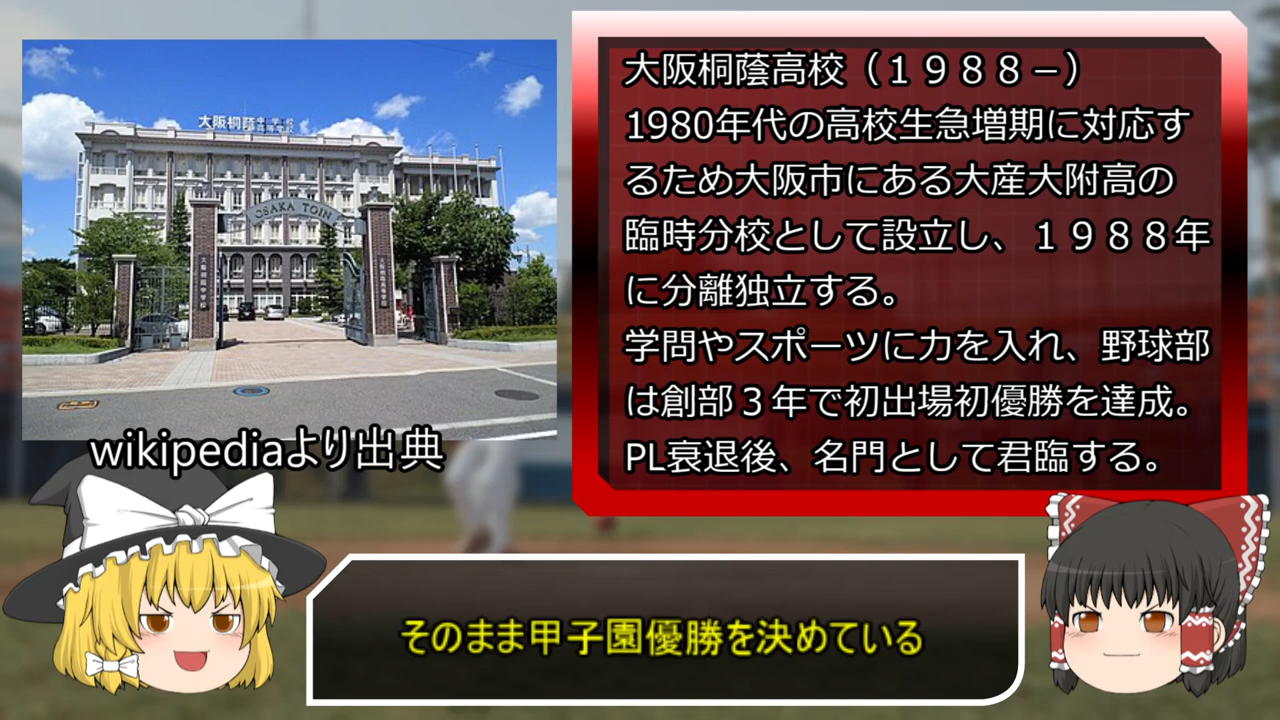 大阪桐蔭中学校
高等学校
OSAKA TOIN
wikipediaより出典
大阪桐蔭高校（１９８８－）
1980年代の高校生急増期に対応す
るため大阪市にある大産大附高の
臨時分校として設立し、１９８８年
に分離独立する。
学問やスポーツに力を入れ、野球部
は創部３年で初出場初優勝を達成。
PL衰退後、名門として君臨する。
そのまま甲子園優勝を決めている